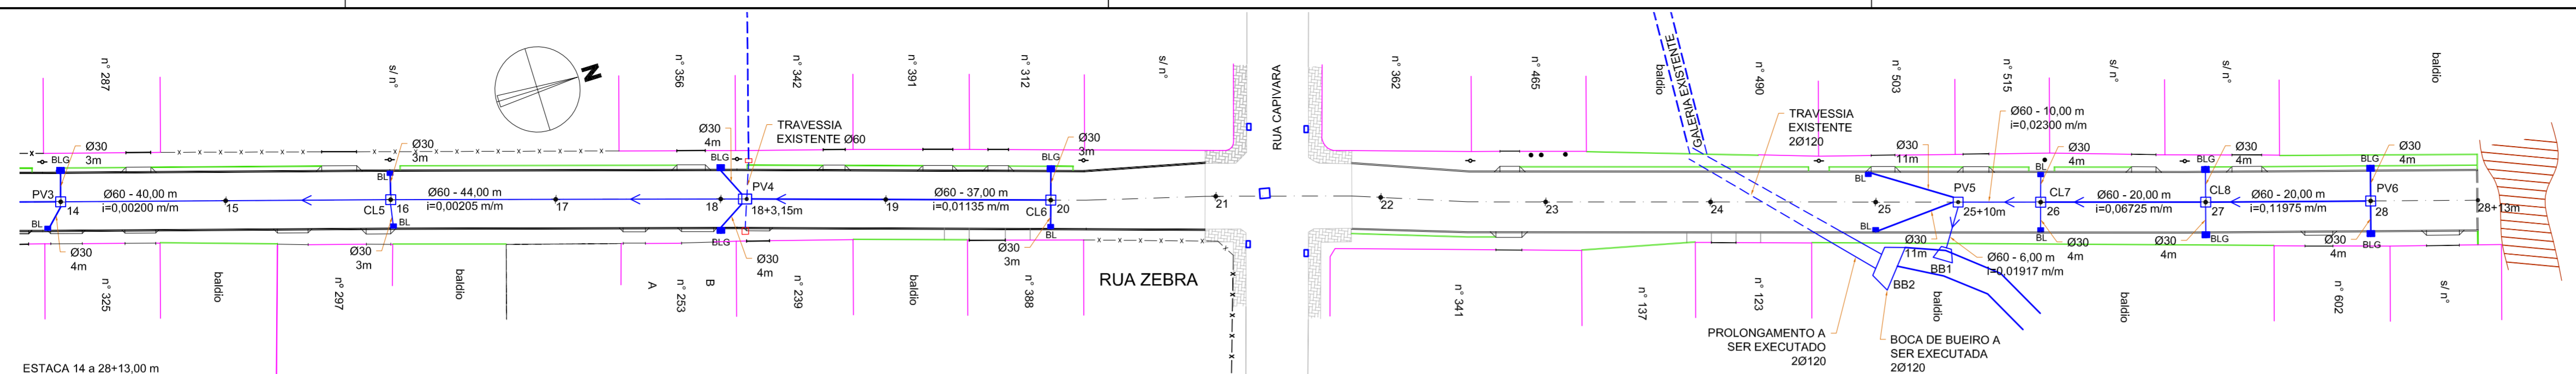 n° 287
s/ n°
n° 356
n° 342
n° 391
n° 312
s/ n°
RUA CAPIVARA
n° 362
n° 465
baldio
GALERIA EXISTENTE
n° 490
n° 503
n° 515
s/ n°
s/ n°
baldio
N
TRAVESSIA
EXISTENTE Ø60
TRAVESSIA
EXISTENTE
2Ø120
Ø60 - 10,00 m
i=0,02300 m/m
Ø30
3m
BLG
PV3
14
BL
Ø30
4m
Ø60 - 40,00 m
i=0,00200 m/m
15
Ø30
3m
BL
CL5
16
BL
Ø30
3m
Ø60 - 44,00 m
i=0,00205 m/m
17
18
Ø30
4m
BLG
PV4
18+3,15m
BLG
Ø30
4m
19
Ø60 - 37,00 m
i=0,01135 m/m
Ø30
3m
BLG
CL6
20
BL
Ø30
3m
21
22
23
24
25
BL
Ø30
11m
BL
Ø30
11m
PV5
25+10m
BL
Ø30
4m
CL7
26
BL
Ø30
4m
Ø60 - 20,00 m
i=0,06725 m/m
BLG
Ø30
4m
CL8
27
BLG
Ø30
4m
Ø60 - 20,00 m
i=0,11975 m/m
BLG
Ø30
4m
PV6
28
BLG
Ø30
4m
28+13m
Ø60 - 6,00 m
i=0,01917 m/m
BB1
BB2
RUA ZEBRA
n° 325
baldio
n° 297
baldio
A
n° 253
B
n° 239
baldio
n° 388
n° 341
n° 137
n° 123
baldio
baldio
n° 602
s/ n°
PROLONGAMENTO A
SER EXECUTADO
2Ø120
BOCA DE BUEIRO A
SER EXECUTADA
2Ø120
ESTACA 14 a 28+13,00 m